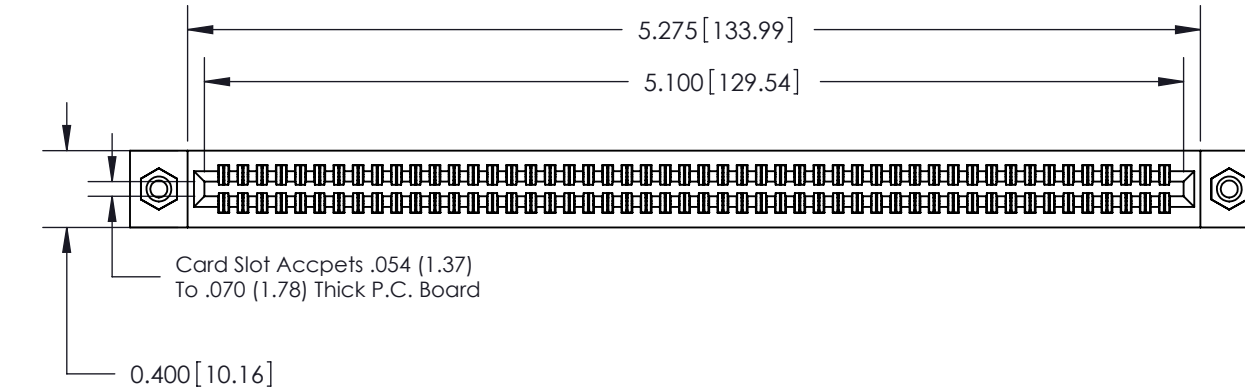 5.275[133.99]
5.100[129.54]
Card Slot Accpets .054 (1.37)
To .070 (1.78) Thick P.C. Board
0.400[10.16]